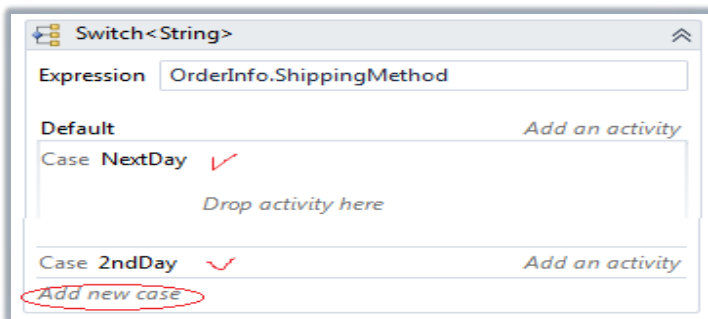 Switch<String>
Expression OrderInfo.ShippingMethod
Default Add an activity
Case NextDay
Drop activity here
Case 2ndDay Add an activity
Add new case